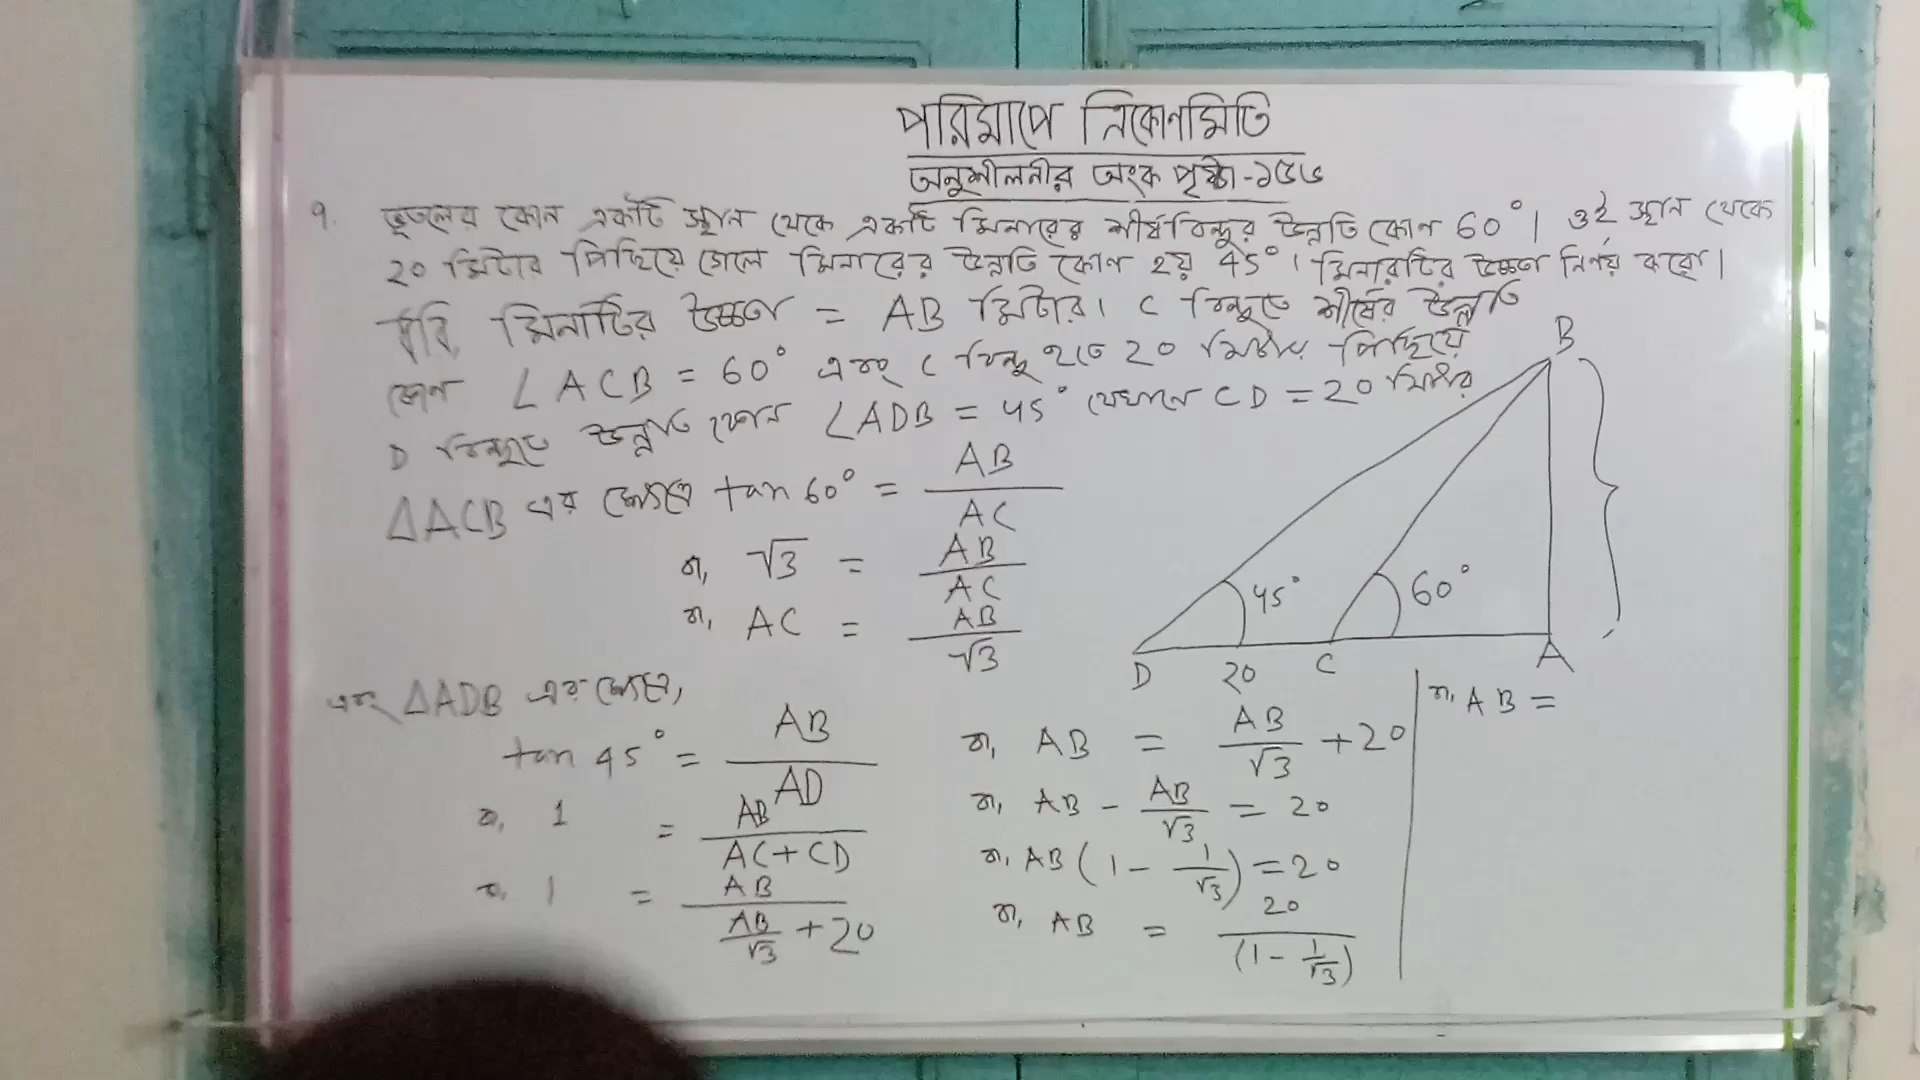 পরিমাপে ত্রিকোণমিতি
অনুশীলনীর অংক পৃষ্ঠা-১৫৬
৭. ভূতলের কোন একটি স্থান থেকে একটি মিনারের শীর্ষবিন্দুর উন্নতি কোণ 60°। ওই স্থান থেকে
20 মিটার পিছিয়ে গেলে মিনারের উন্নতি কোণ হয় 45°। মিনারটির উচ্চতা নির্ণয় করো।
ধরি, মিনাটির উচ্চতা = AB মিটার। C বিন্দুতে শীর্ষের উন্নতি
কোন ∠ACB = 60° এবং C বিন্দু হতে 20 মিটার পিছিয়ে
D বিন্দুতে উন্নতি কোন ∠ADB = 45° যেখানে CD = 20 মিটার
ΔACB এর ক্ষেত্রে tan 60° = AB/AC
বা, √3 = AB/AC
বা, AC = AB/√3
এবং ΔADB এর ক্ষেত্রে,
tan 45° = AB/AD
বা, 1 = AB/(AC+CD)
বা, 1 = AB/(AB/√3 + 20)
বা, AB = AB/√3 + 20
বা, AB - AB/√3 = 20
বা, AB (1 - 1/√3) = 20
বা, AB = 20/(1 - 1/√3)
বা, AB =
B
45°
60°
D
20
C
A